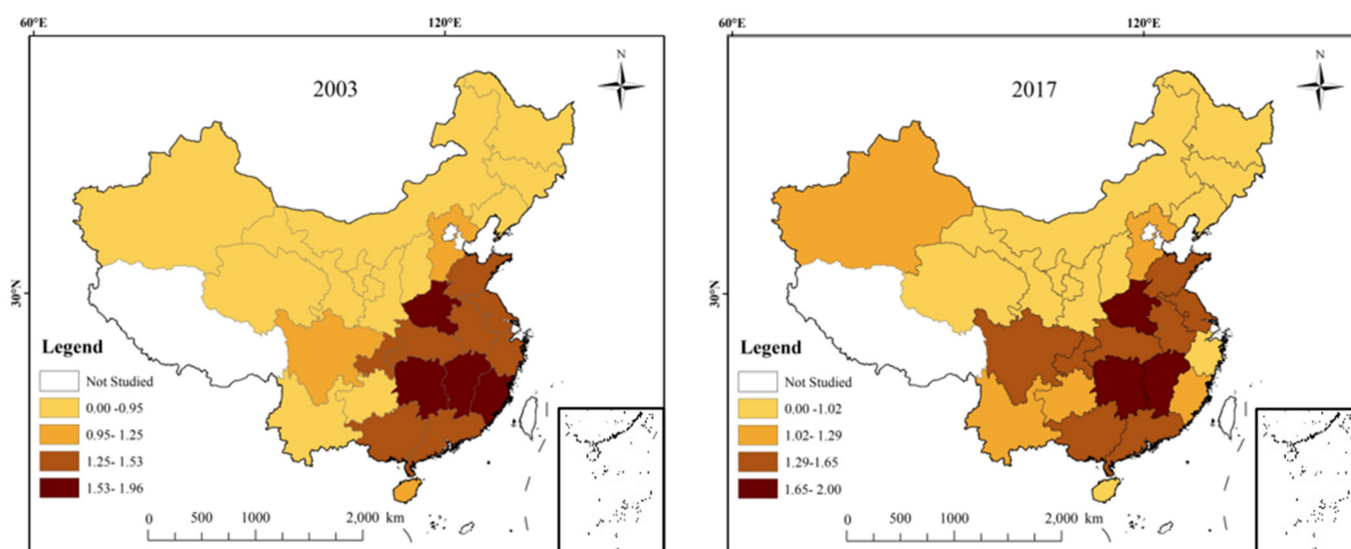 60°E 120°E
2003
N
30°N
Legend
Not Studied
0.00 -0.95
0.95- 1.25
1.25- 1.53
1.53- 1.96
0 500 1000 2,000 km
60°E 120°E
2017
N
30°N
Legend
Not Studied
0.00 -1.02
1.02- 1.29
1.29-1.65
1.65- 2.00
0 500 1000 2,000 km